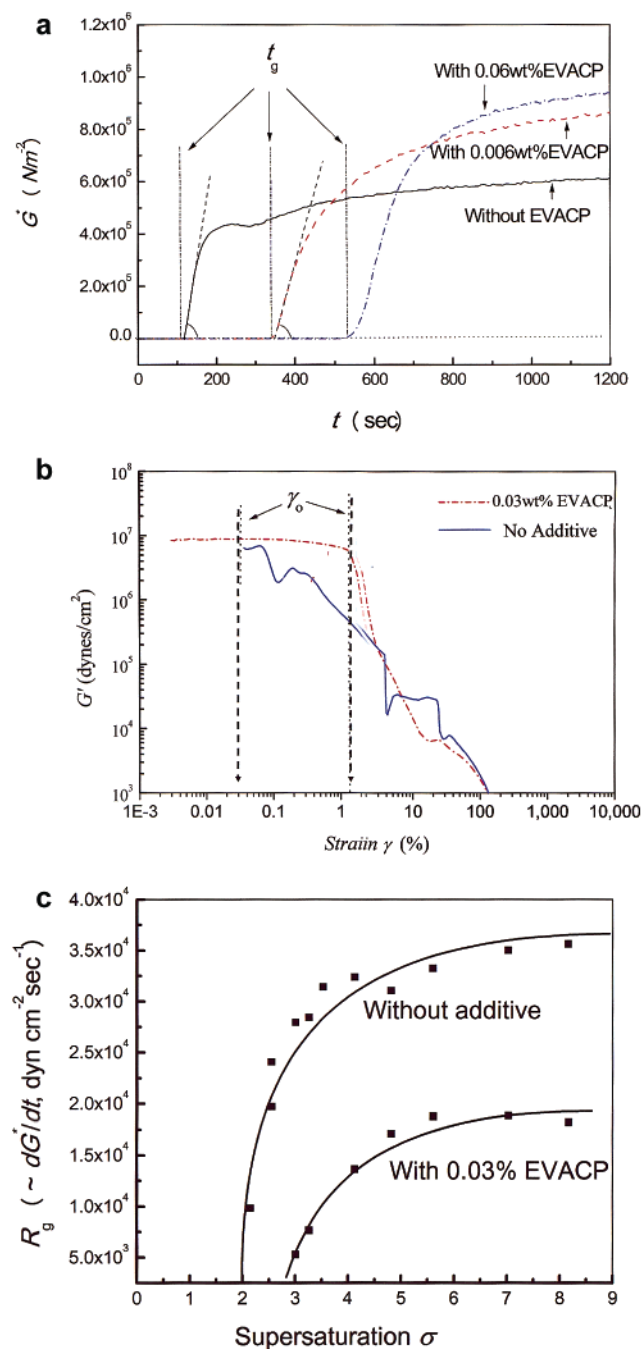 a
1.2x10⁶
1.0x10⁶
8.0x10⁵
6.0x10⁵
4.0x10⁵
2.0x10⁵
0.0
G* (Nm⁻²)
t_g
With 0.06wt%EVACP
With 0.006wt%EVACP
Without EVACP
0 200 400 600 800 1000 1200
t (sec)
b
10⁸
10⁷
10⁶
10⁵
10⁴
10³
G' (dynes/cm²)
γ₀
0.03wt% EVACP
No Additive
1E-3 0.01 0.1 1 10 100 1,000 10,000
Straiin γ (%)
c
4.0x10⁴
3.5x10⁴
3.0x10⁴
2.5x10⁴
2.0x10⁴
1.5x10⁴
1.0x10⁴
5.0x10³
R_g ( ~ dG*/dt, dyn cm⁻² sec⁻¹)
Without additive
With 0.03% EVACP
0 1 2 3 4 5 6 7 8 9
Supersaturation σ